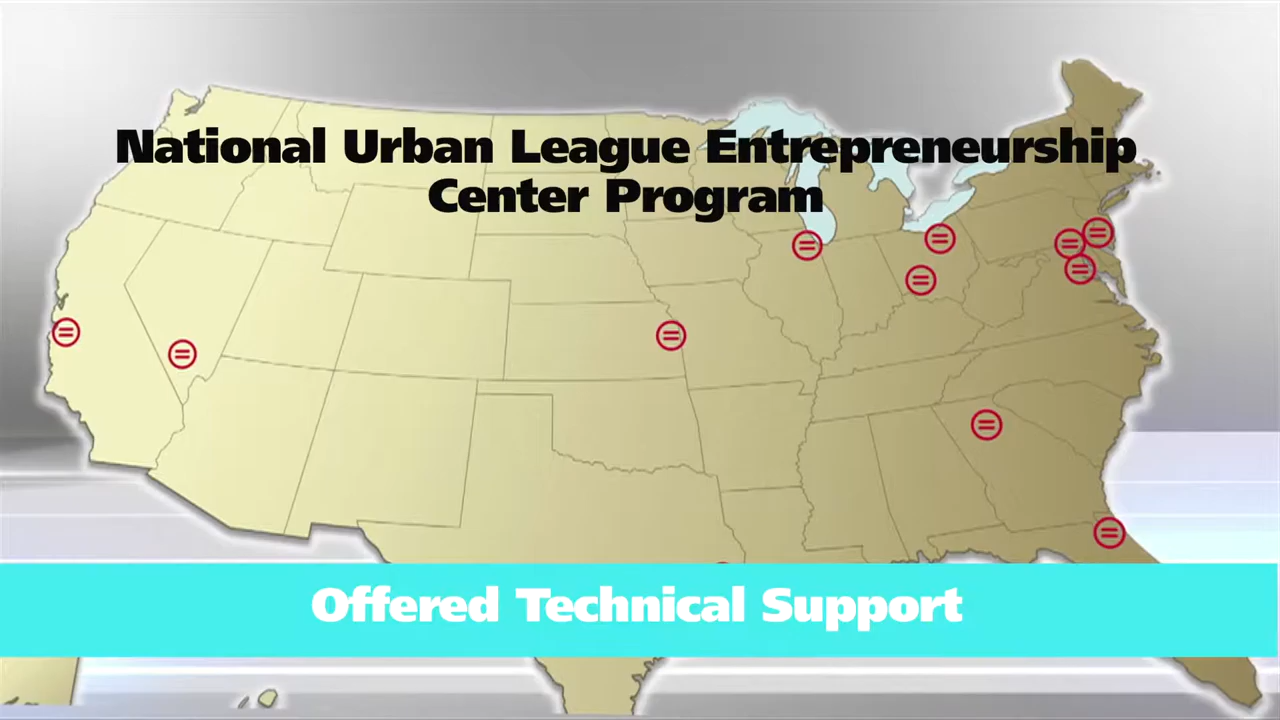 National Urban League Entrepreneurship
Center Program
Offered Technical Support